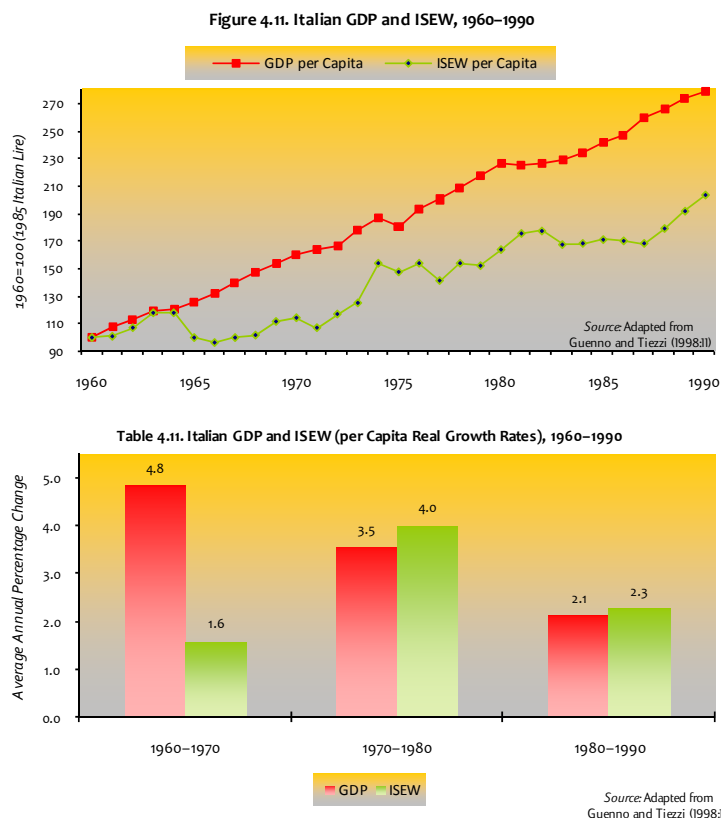 Figure 4.11. Italian GDP and ISEW, 1960–1990
GDP per Capita ISEW per Capita
1960=100 (1985 Italian Lire)
270
250
230
210
190
170
150
130
110
90
Source: Adapted from
Guenno and Tiezzi (1998:11)
1960 1965 1970 1975 1980 1985 1990
Table 4.11. Italian GDP and ISEW (per Capita Real Growth Rates), 1960–1990
Average Annual Percentage Change
5.0
4.0
3.0
2.0
1.0
0.0
4.8
1.6
3.5
4.0
2.1
2.3
1960–1970 1970–1980 1980–1990
GDP ISEW
Source: Adapted from
Guenno and Tiezzi (1998: